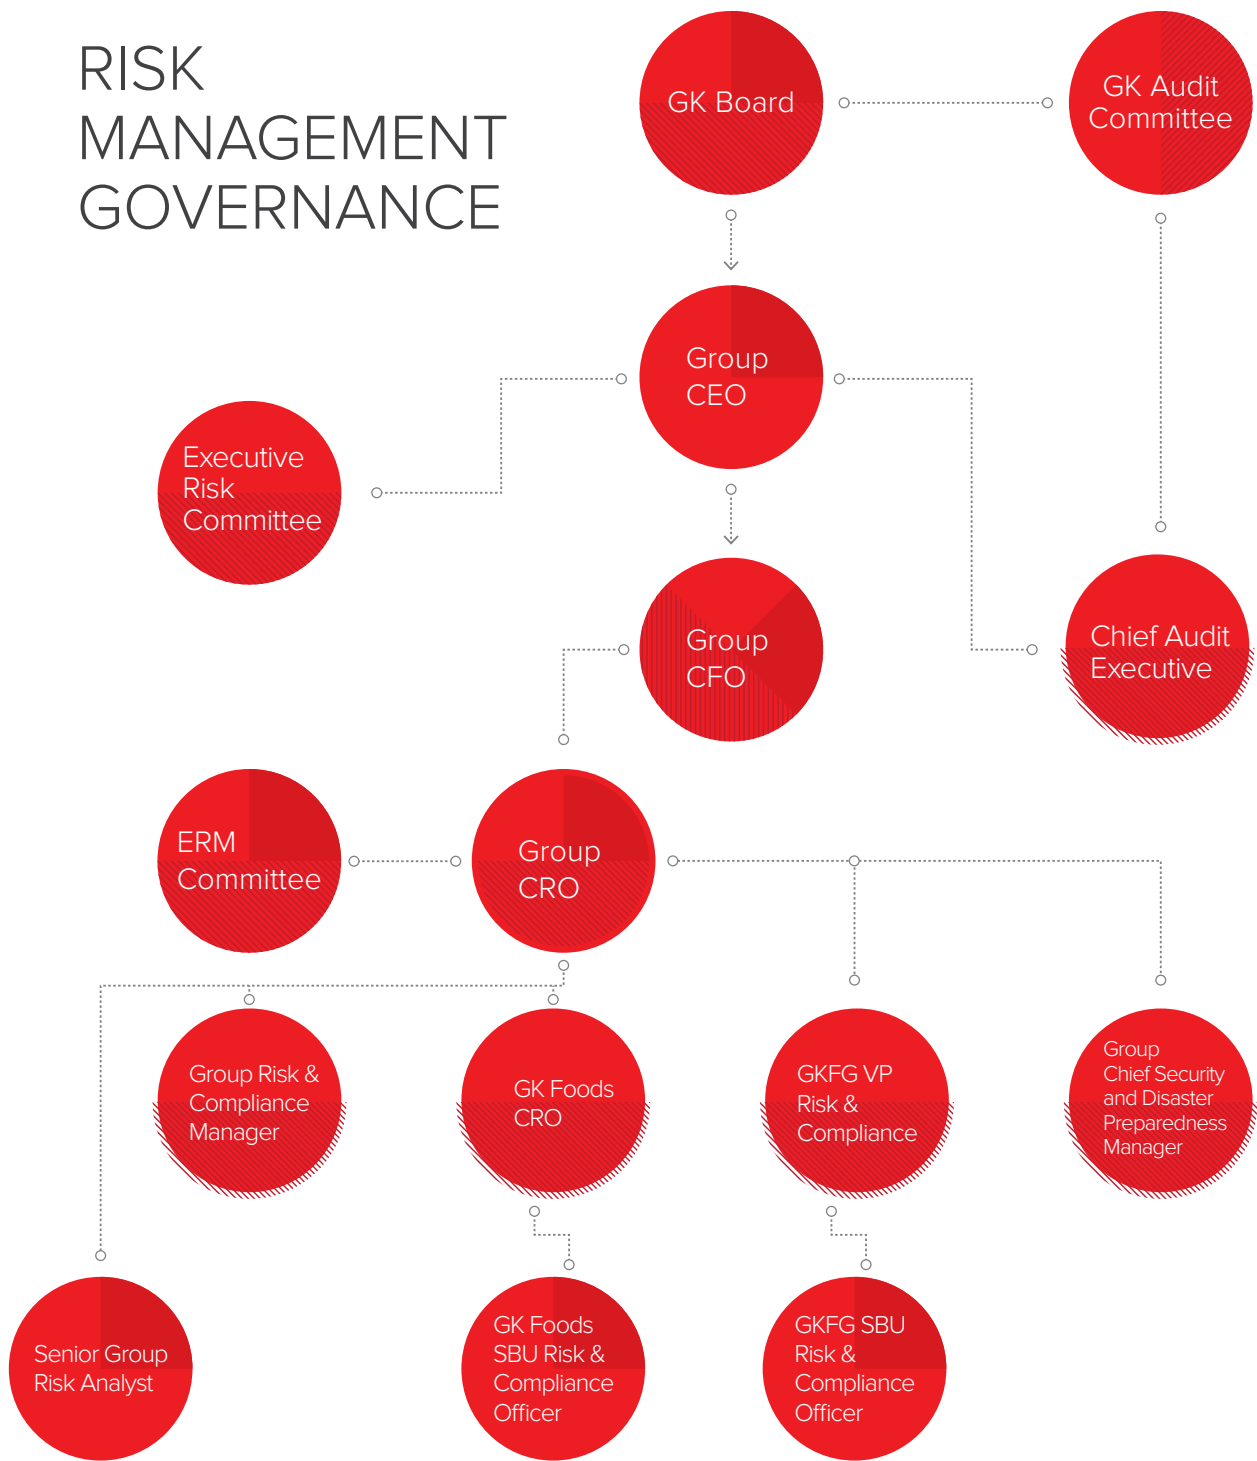 RISK
MANAGEMENT
GOVERNANCE
GK Board
GK Audit
Committee
Group
CEO
Executive
Risk
Committee
Group
CFO
Chief Audit
Executive
ERM
Committee
Group
CRO
Group Risk &
Compliance
Manager
GK Foods
CRO
GKFG VP
Risk &
Compliance
Group
Chief Security
and Disaster
Preparedness
Manager
Senior Group
Risk Analyst
GK Foods
SBU Risk &
Compliance
Officer
GKFG SBU
Risk &
Compliance
Officer